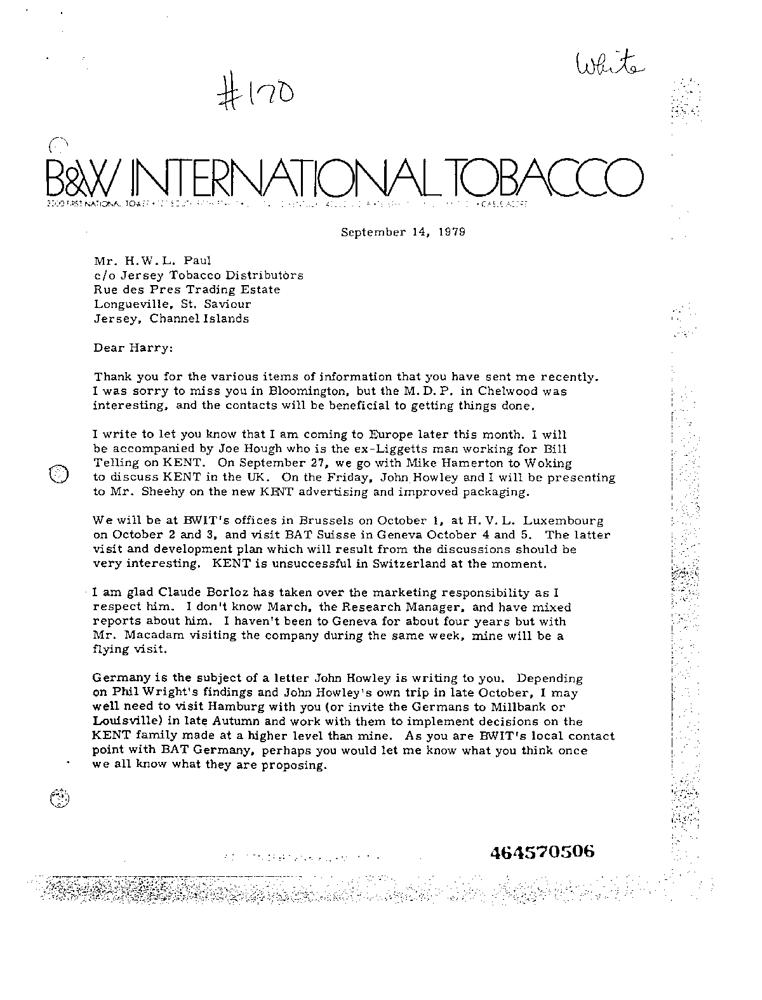 White
#170
B&W INTERNATIONAL TOBACCO
2000 FIRST NATIONAL TOWER
September 14, 1979
Mr. H.W.L. Paul
c/o Jersey Tobacco Distributors
Rue des Pres Trading Estate
Longueville, St. Saviour
Jersey, Channel Islands
Dear Harry:
Thank you for the various items of information that you have sent me recently.
I was sorry to miss you in Bloomington, but the M.D.P. in Chelwood was
interesting, and the contacts will be beneficial to getting things done.
I write to let you know that I am coming to Europe later this month. I will
be accompanied by Joe Hough who is the ex-Liggetts man working for Bill
Telling on KENT. On September 27, we go with Mike Hamerton to Woking
to discuss KENT in the UK. On the Friday, John Howley and I will be presenting
to Mr. Sheehy on the new KENT advertising and improved packaging.
We will be at BWIT's offices in Brussels on October 1, at H.V.L. Luxembourg
on October 2 and 3, and visit BAT Suisse in Geneva October 4 and 5. The latter
visit and development plan which will result from the discussions should be
very interesting. KENT is unsuccessful in Switzerland at the moment.
I am glad Claude Borloz has taken over the marketing responsibility as I
respect him. I don't know March, the Research Manager, and have mixed
reports about him. I haven't been to Geneva for about four years but with
Mr. Macadam visiting the company during the same week, mine will be a
flying visit.
Germany is the subject of a letter John Howley is writing to you. Depending
on Phil Wright's findings and John Howley's own trip in late October, I may
well need to visit Hamburg with you (or invite the Germans to Millbank or
Louisville) in late Autumn and work with them to implement decisions on the
KENT family made at a higher level than mine. As you are BWIT's local contact
point with BAT Germany, perhaps you would let me know what you think once
we all know what they are proposing.
464570506